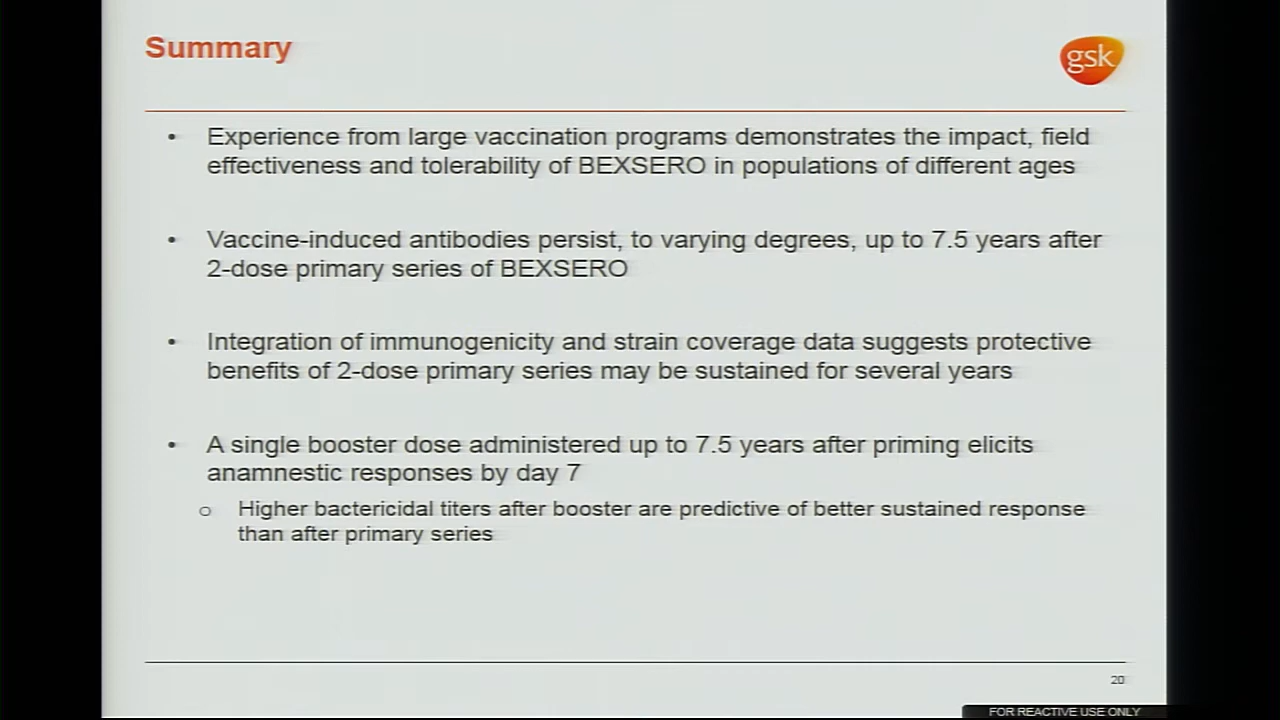 Summary
gsk
• Experience from large vaccination programs demonstrates the impact, field
effectiveness and tolerability of BEXSERO in populations of different ages
• Vaccine-induced antibodies persist, to varying degrees, up to 7.5 years after
2-dose primary series of BEXSERO
• Integration of immunogenicity and strain coverage data suggests protective
benefits of 2-dose primary series may be sustained for several years
• A single booster dose administered up to 7.5 years after priming elicits
anamnestic responses by day 7
o Higher bactericidal titers after booster are predictive of better sustained response
than after primary series
20
FOR REACTIVE USE ONLY